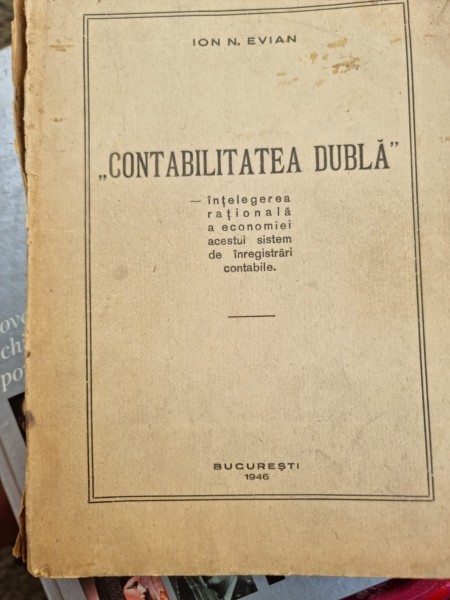 ION N. EVIAN
„CONTABILITATEA DUBLĂ”
— înţelegerea
raţională
a economiei
acestui sistem
de înregistrări
contabile.
BUCUREŞTI
1946